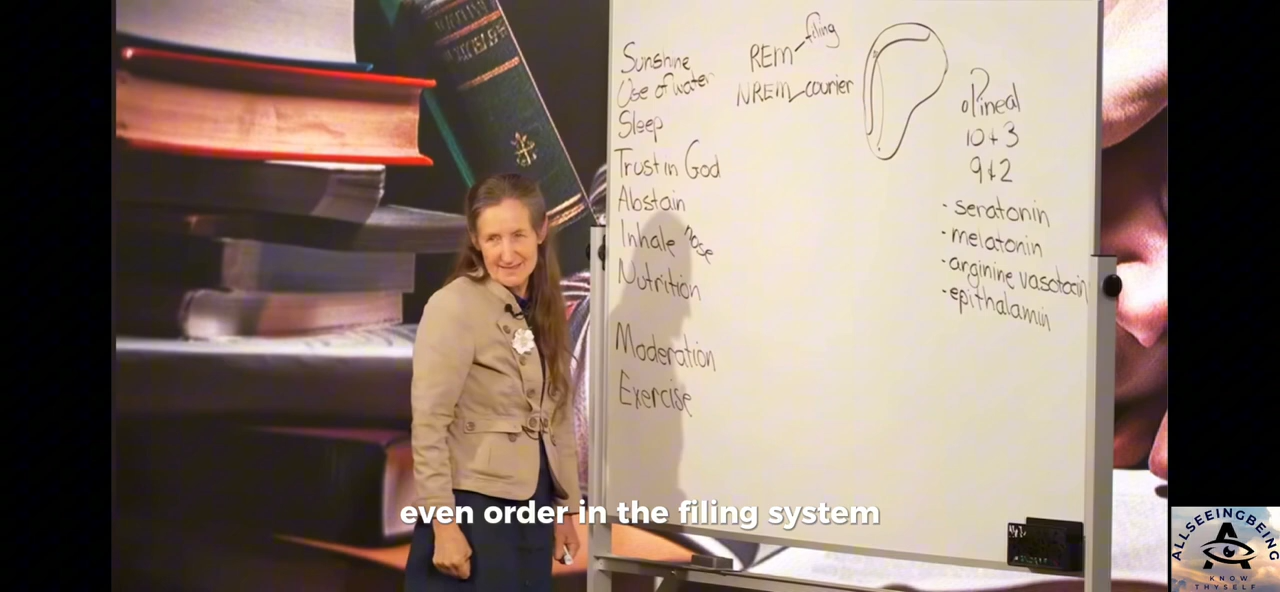 Sunshine
Use of water
Sleep
Trust in God
Abstain
Inhale nose
Nutrition
Moderation
Exercise
REM - filing
NREM - courier
Pineal
10 + 3
9 + 2
- seratonin
- melatonin
- arginine vasotocin
- epithalamin
even order in the filing system
ALLSEEINGBEING
KNOW
THYSELF